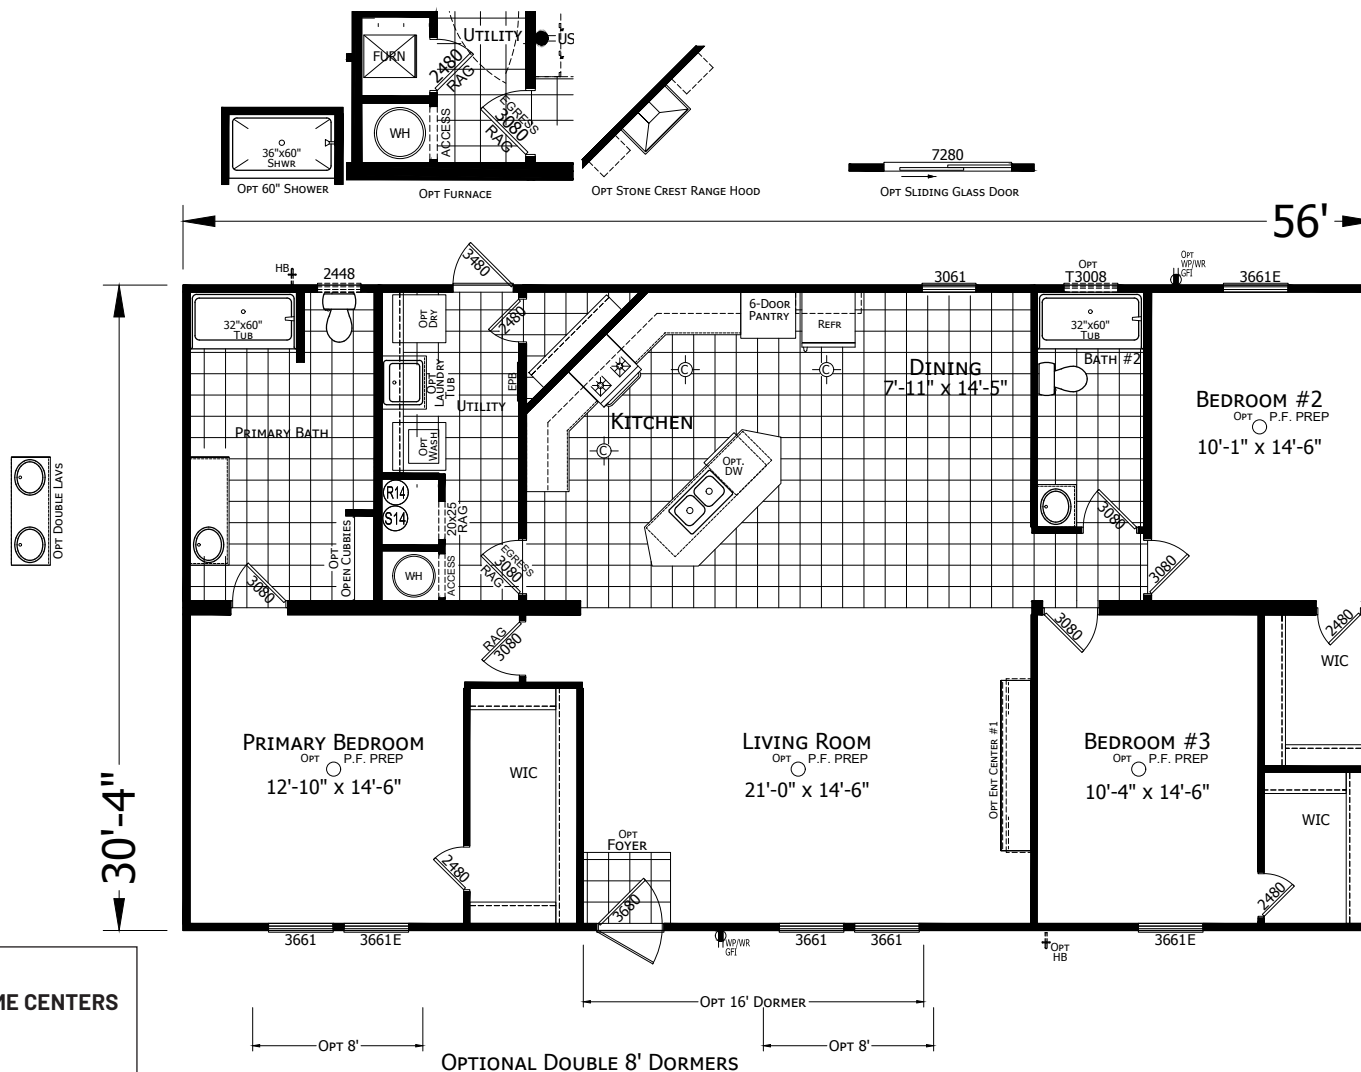 UTILITY
US
FURN
2480
RAG
WH
ACCESS
EGRESS
3080
RAG
36"x60"
SHWR
OPT 60" SHOWER
OPT FURNACE
OPT STONE CREST RANGE HOOD
7280
OPT SLIDING GLASS DOOR
56'
HB
2448
3480
3061
OPT
T3008
OPT
WP/WR
GFI
3661E
32"x60"
TUB
OPT
DRY
2480
6-DOOR
PANTRY
REFR
32"x60"
TUB
BATH #2
DINING
7'-11" x 14'-5"
OPT
LAUNDRY
TUB
EPB
UTILITY
KITCHEN
C
C
C
BEDROOM #2
OPT P.F. PREP
10'-1" x 14'-6"
PRIMARY BATH
OPT
WASH
OPT.
DW
OPT DOUBLE LAVS
R14
S14
20x25
RAG
3080
OPT
OPEN CUBBIES
WH
ACCESS
EGRESS
3080
RAG
3080
3080
RAG
3080
3080
2480
WIC
PRIMARY BEDROOM
OPT P.F. PREP
12'-10" x 14'-6"
WIC
LIVING ROOM
OPT P.F. PREP
21'-0" x 14'-6"
OPT ENT CENTER #1
BEDROOM #3
OPT P.F. PREP
10'-4" x 14'-6"
WIC
30'-4"
OPT
FOYER
2480
3680
2480
3661
3661E
WP/WR
GFI
3661
3661
OPT
HB
3661E
ME CENTERS
OPT 16' DORMER
OPT 8'
OPT 8'
OPTIONAL DOUBLE 8' DORMERS